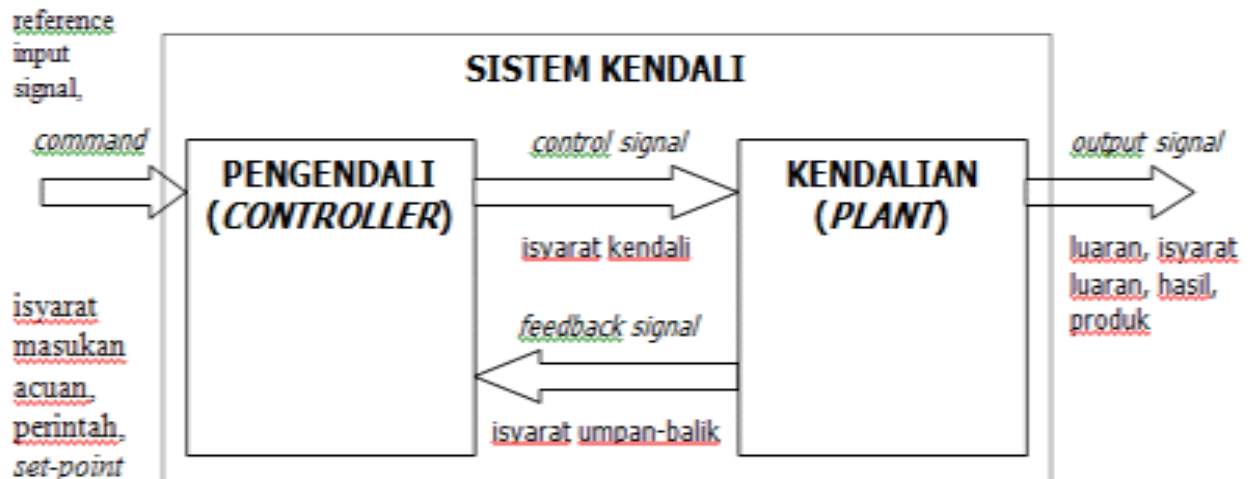 reference
input
signal,
command
isyarat
masukan
acuan,
perintah,
set-point
SISTEM KENDALI
PENGENDALI
(CONTROLLER)
control signal
isyarat kendali
feedback signal
isyarat umpan-balik
KENDALIAN
(PLANT)
output signal
luaran, isyarat
luaran, hasil,
produk